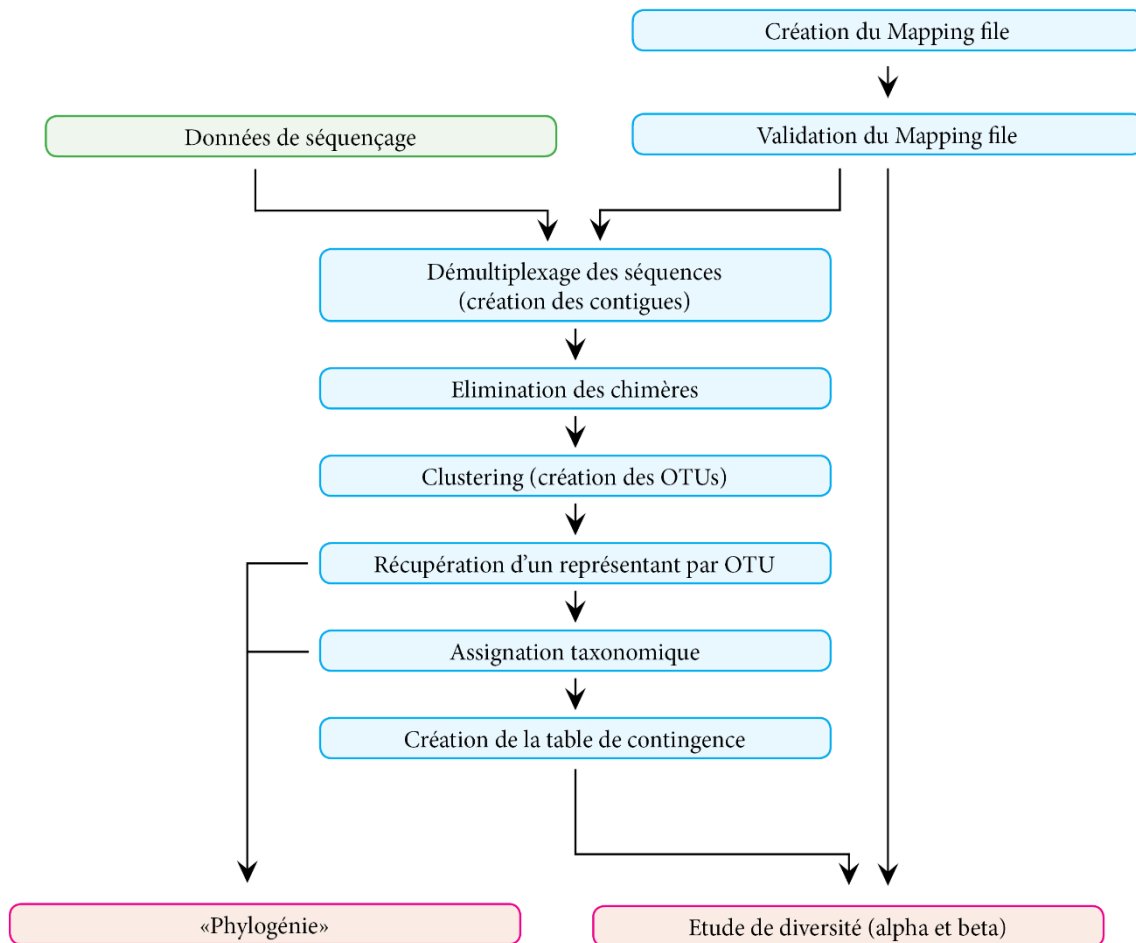 Création du Mapping file
Données de séquençage
Validation du Mapping file
Démultiplexage des séquences
(création des contigues)
Elimination des chimères
Clustering (création des OTUs)
Récupération d’un représentant par OTU
Assignation taxonomique
Création de la table de contingence
«Phylogénie»
Etude de diversité (alpha et beta)